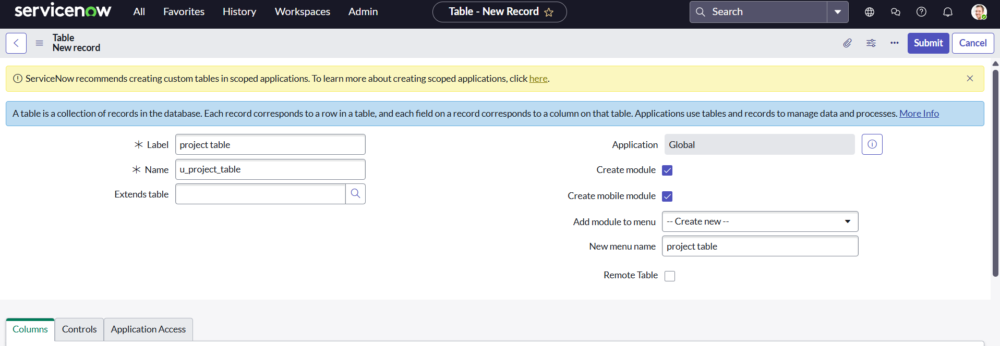 servicenow All Favorites History Workspaces Admin Table - New Record Search
Table
New record
Submit Cancel
ServiceNow recommends creating custom tables in scoped applications. To learn more about creating scoped applications, click here.
A table is a collection of records in the database. Each record corresponds to a row in a table, and each field on a record corresponds to a column on that table. Applications use tables and records to manage data and processes. More Info
Label project table
Name u_project_table
Extends table
Application Global
Create module
Create mobile module
Add module to menu -- Create new --
New menu name project table
Remote Table
Columns Controls Application Access